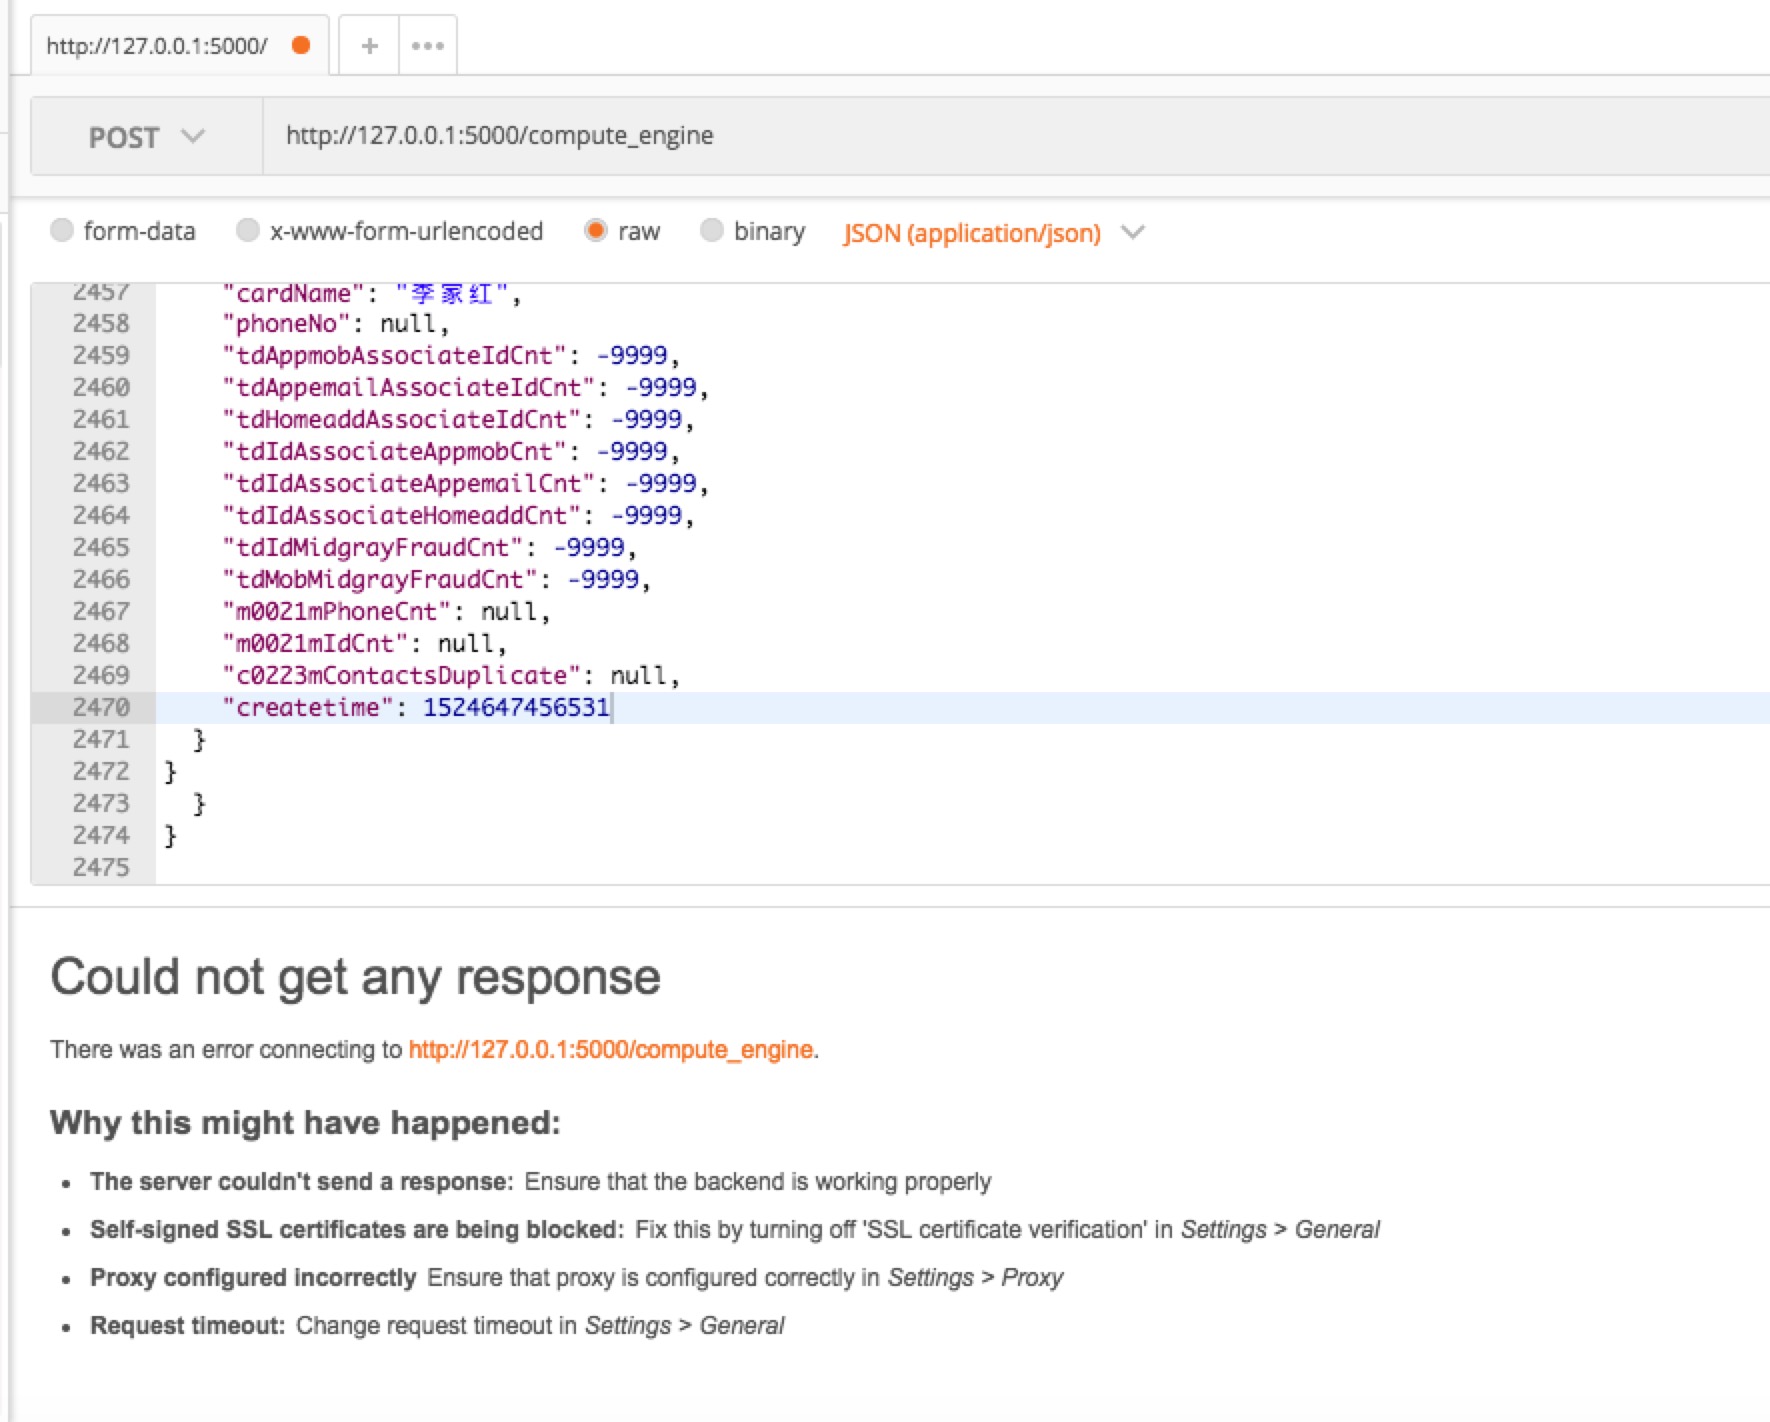 http://127.0.0.1:5000/
POST http://127.0.0.1:5000/compute_engine
form-data x-www-form-urlencoded raw binary JSON (application/json)
2457 "cardName": "李家红",
2458 "phoneNo": null,
2459 "tdAppmobAssociateIdCnt": -9999,
2460 "tdAppemailAssociateIdCnt": -9999,
2461 "tdHomeaddAssociateIdCnt": -9999,
2462 "tdIdAssociateAppmobCnt": -9999,
2463 "tdIdAssociateAppemailCnt": -9999,
2464 "tdIdAssociateHomeaddCnt": -9999,
2465 "tdIdMidgrayFraudCnt": -9999,
2466 "tdMobMidgrayFraudCnt": -9999,
2467 "m0021mPhoneCnt": null,
2468 "m0021mIdCnt": null,
2469 "c0223mContactsDuplicate": null,
2470 "createtime": 1524647456531
2471 }
2472 }
2473 }
2474 }
2475
Could not get any response
There was an error connecting to http://127.0.0.1:5000/compute_engine.
Why this might have happened:
• The server couldn't send a response: Ensure that the backend is working properly
• Self-signed SSL certificates are being blocked: Fix this by turning off 'SSL certificate verification' in Settings > General
• Proxy configured incorrectly Ensure that proxy is configured correctly in Settings > Proxy
• Request timeout: Change request timeout in Settings > General